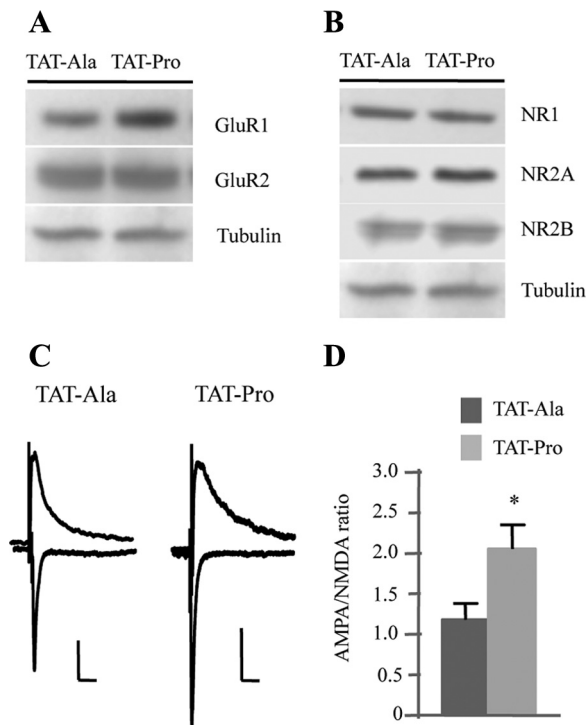 A
TAT-Ala TAT-Pro
GluR1
GluR2
Tubulin
B
TAT-Ala TAT-Pro
NR1
NR2A
NR2B
Tubulin
C
TAT-Ala TAT-Pro
D
TAT-Ala
TAT-Pro
AMPA/NMDA ratio
3.0
2.5
2.0
1.5
1.0
0.5
0
*